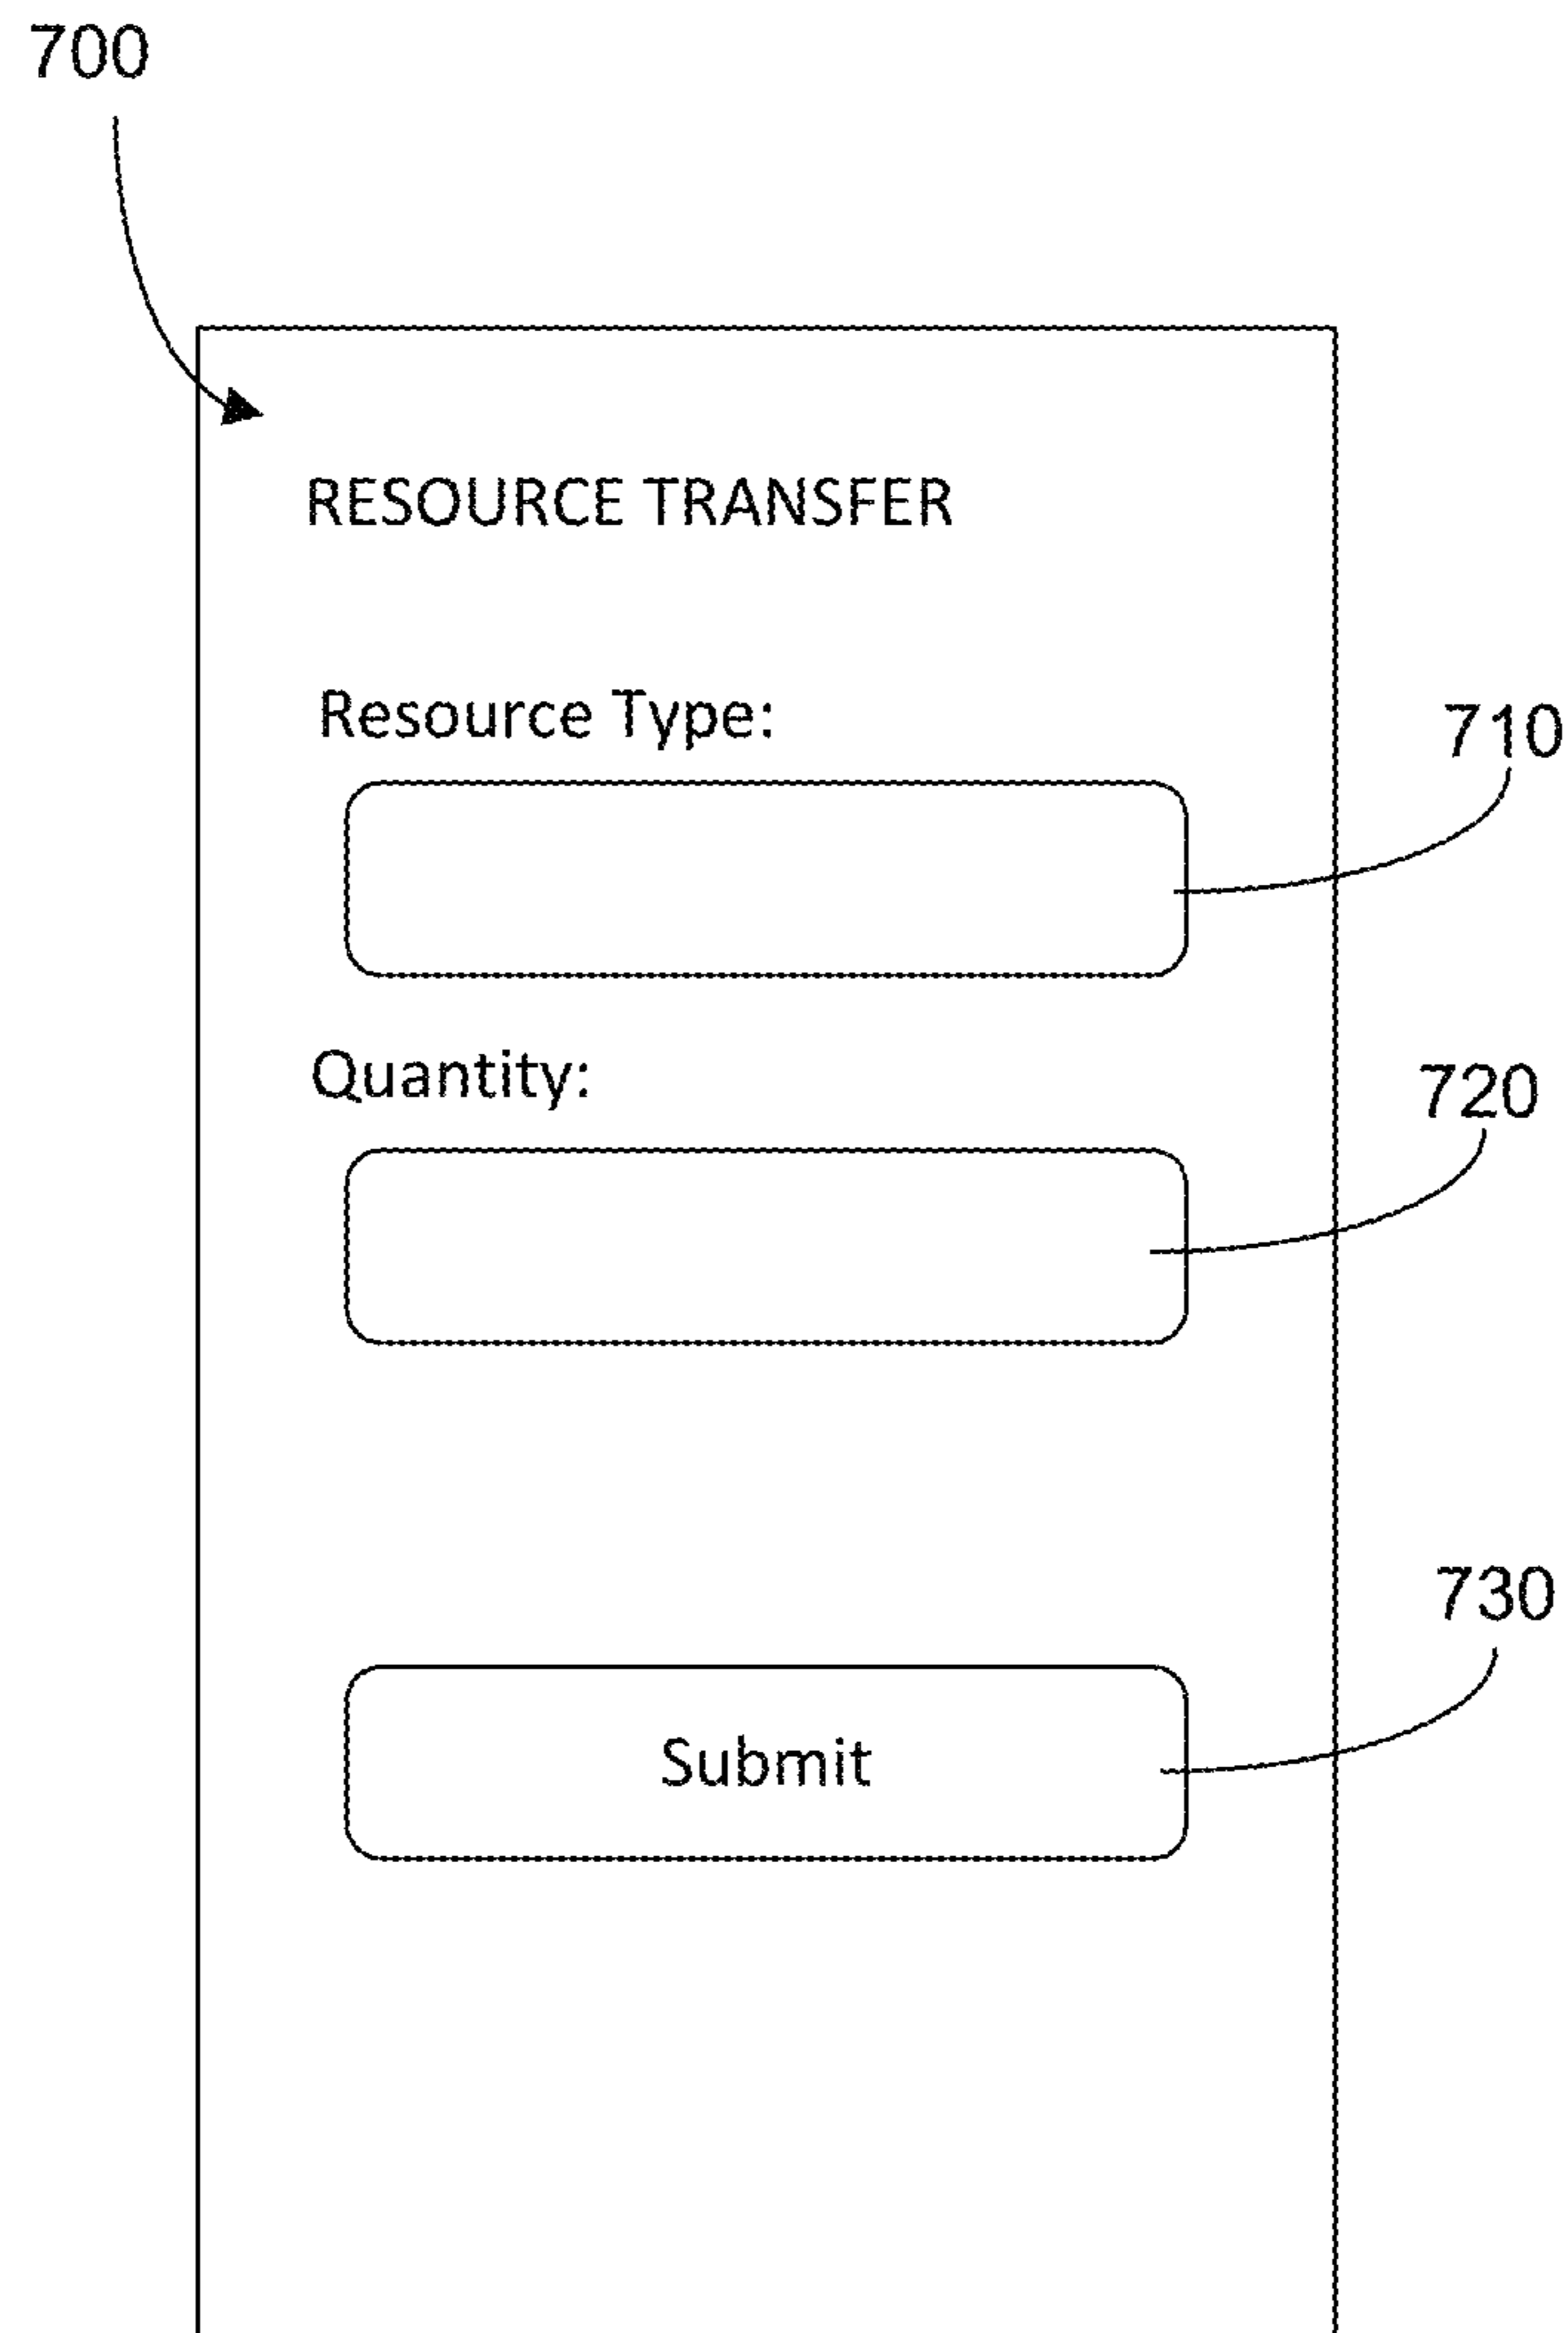 700
RESOURCE TRANSFER
Resource Type:
710
Quantity:
720
730
Submit